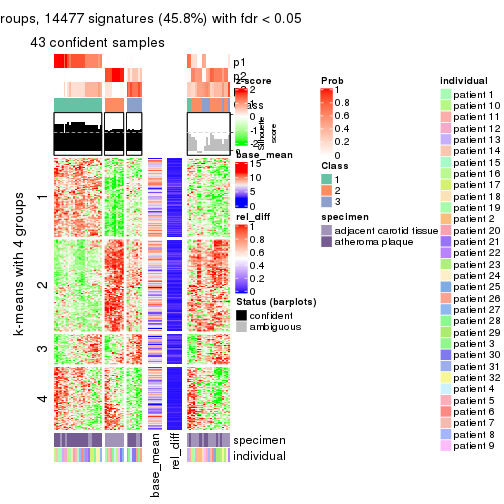 roups, 14477 signatures (45.8%) with fdr < 0.05
43 confident samples
p1
p2
Class
silhouette
score
z-score
2
1
0
-1
-2
base_mean
15
10
5
0
rel_diff
1
0.8
0.6
0.4
0.2
0
Status (barplots)
confident
ambiguous
Prob
1
0.8
0.6
0.4
0.2
0
Class
1
2
3
specimen
adjacent carotid tissue
atheroma plaque
individual
patient 1
patient 10
patient 11
patient 12
patient 13
patient 14
patient 15
patient 16
patient 17
patient 18
patient 19
patient 2
patient 20
patient 21
patient 22
patient 23
patient 24
patient 25
patient 26
patient 27
patient 28
patient 29
patient 3
patient 30
patient 31
patient 32
patient 4
patient 5
patient 6
patient 7
patient 8
patient 9
k-means with 4 groups
1
2
3
4
specimen
individual
base_mean
rel_diff